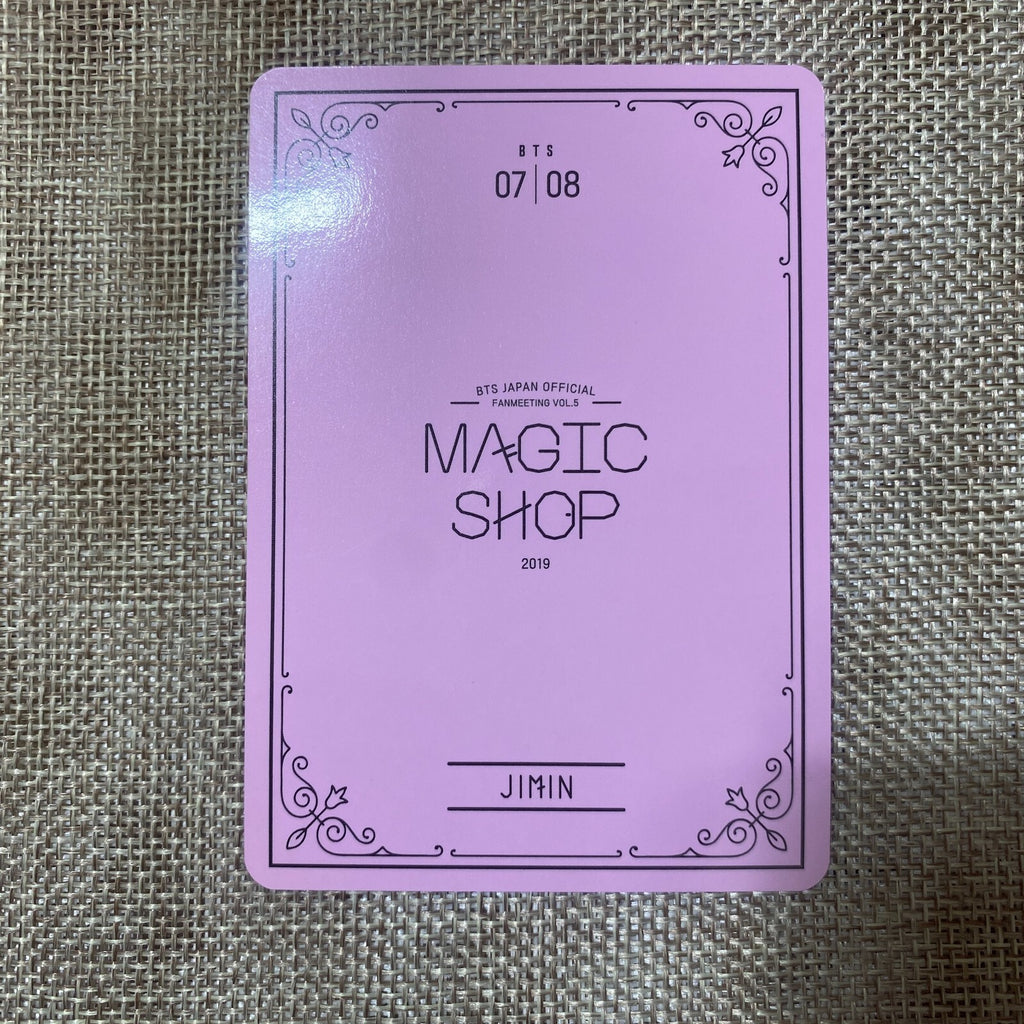 BTS
07|08
BTS JAPAN OFFICIAL
FANMEETING VOL.5
MAGIC
SHOP
2019
JIMIN